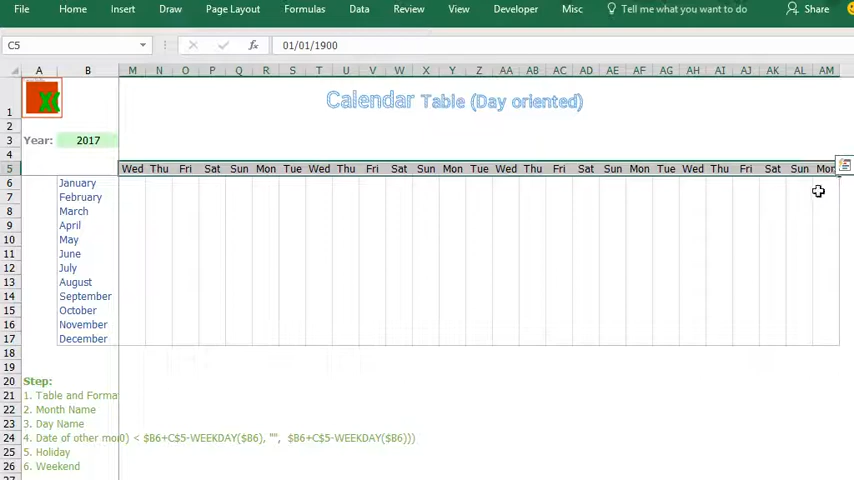 File Home Insert Draw Page Layout Formulas Data Review View Developer Misc Tell me what you want to do Share
C5 fx 01/01/1900
A B M N O P Q R S T U V W X Y Z AA AB AC AD AE AF AG AH AI AJ AK AL AM
1 Calendar Table (Day oriented)
2
3 Year: 2017
4
5 Wed Thu Fri Sat Sun Mon Tue Wed Thu Fri Sat Sun Mon Tue Wed Thu Fri Sat Sun Mon Tue Wed Thu Fri Sat Sun Mon
6 January
7 February
8 March
9 April
10 May
11 June
12 July
13 August
14 September
15 October
16 November
17 December
18
19
20 Step:
21 1. Table and Forma
22 2. Month Name
23 3. Day Name
24 4. Date of other mo0) < $B6+C$5-WEEKDAY($B6), "", $B6+C$5-WEEKDAY($B6)))
25 5. Holiday
26 6. Weekend